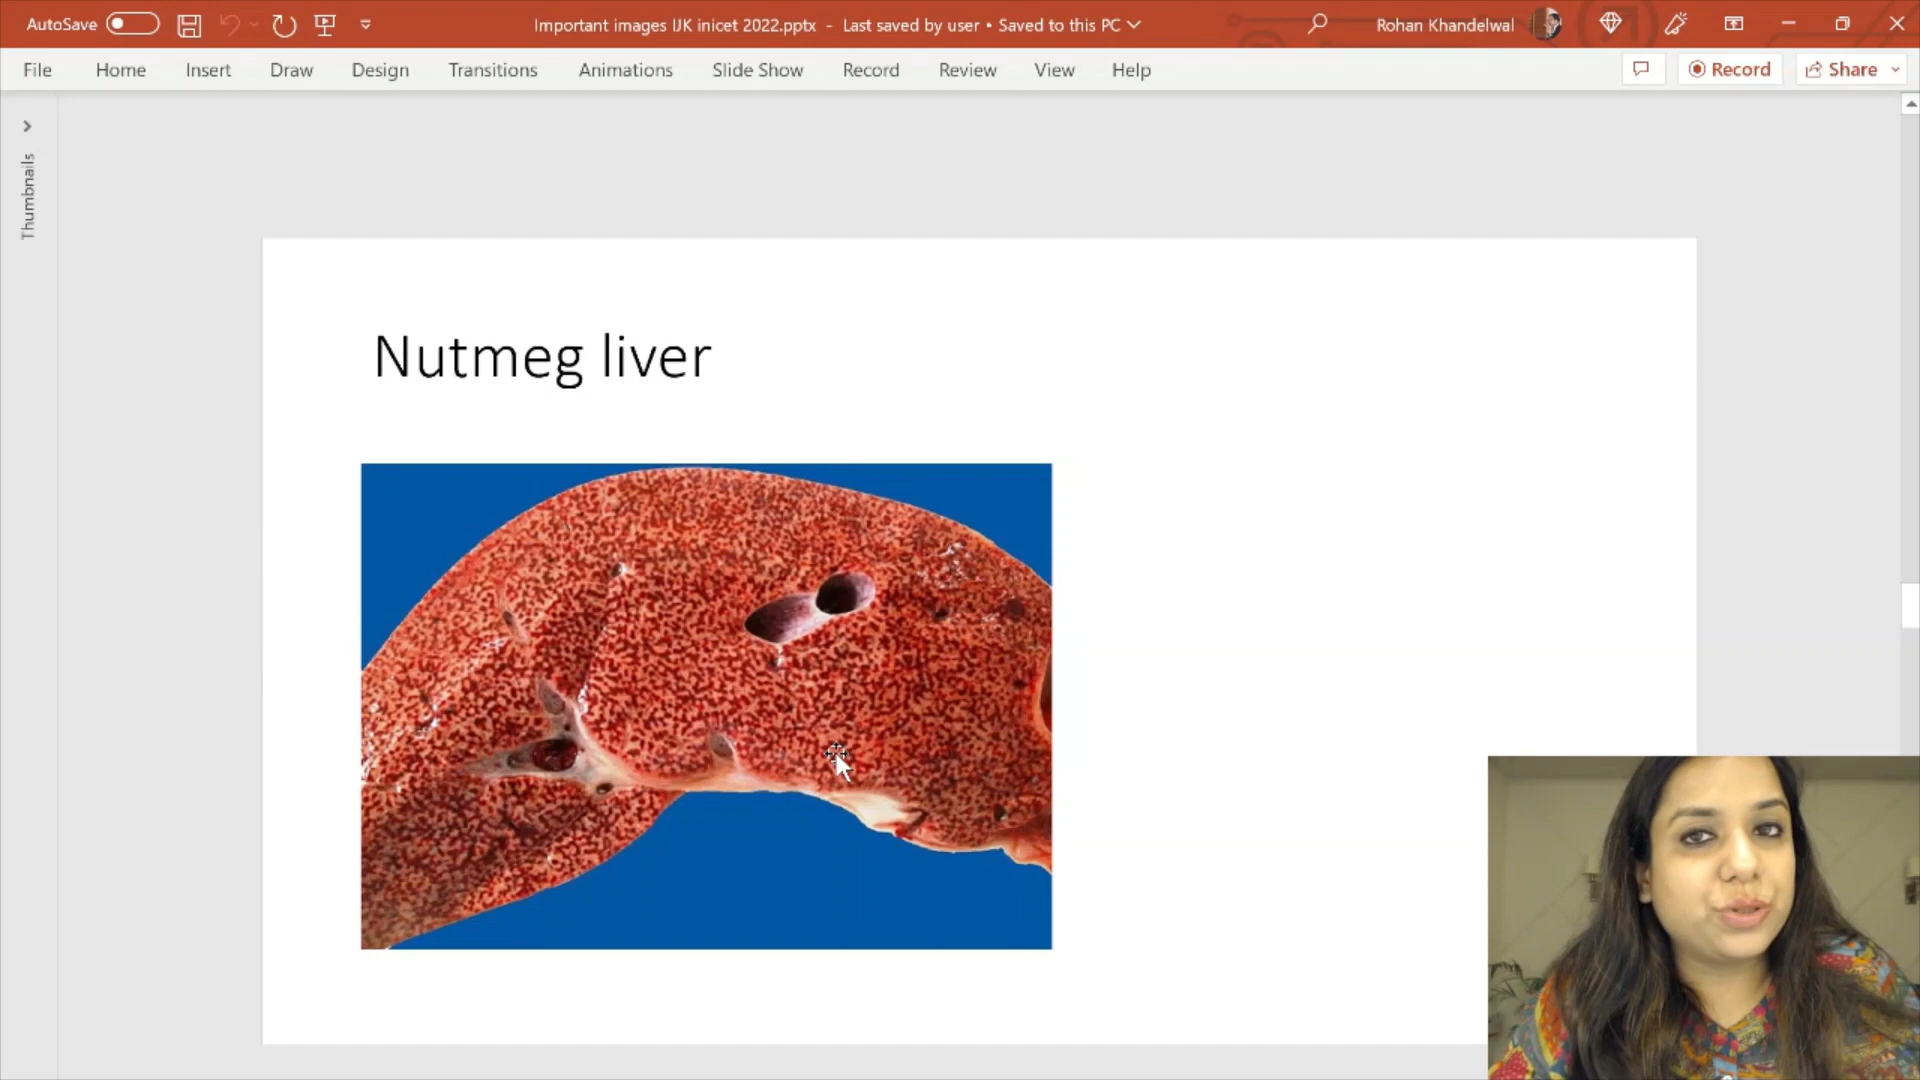 AutoSave
Important images IJK inicet 2022.pptx - Last saved by user • Saved to this PC
Rohan Khandelwal
File Home Insert Draw Design Transitions Animations Slide Show Record Review View Help
Record Share
Thumbnails
Nutmeg liver